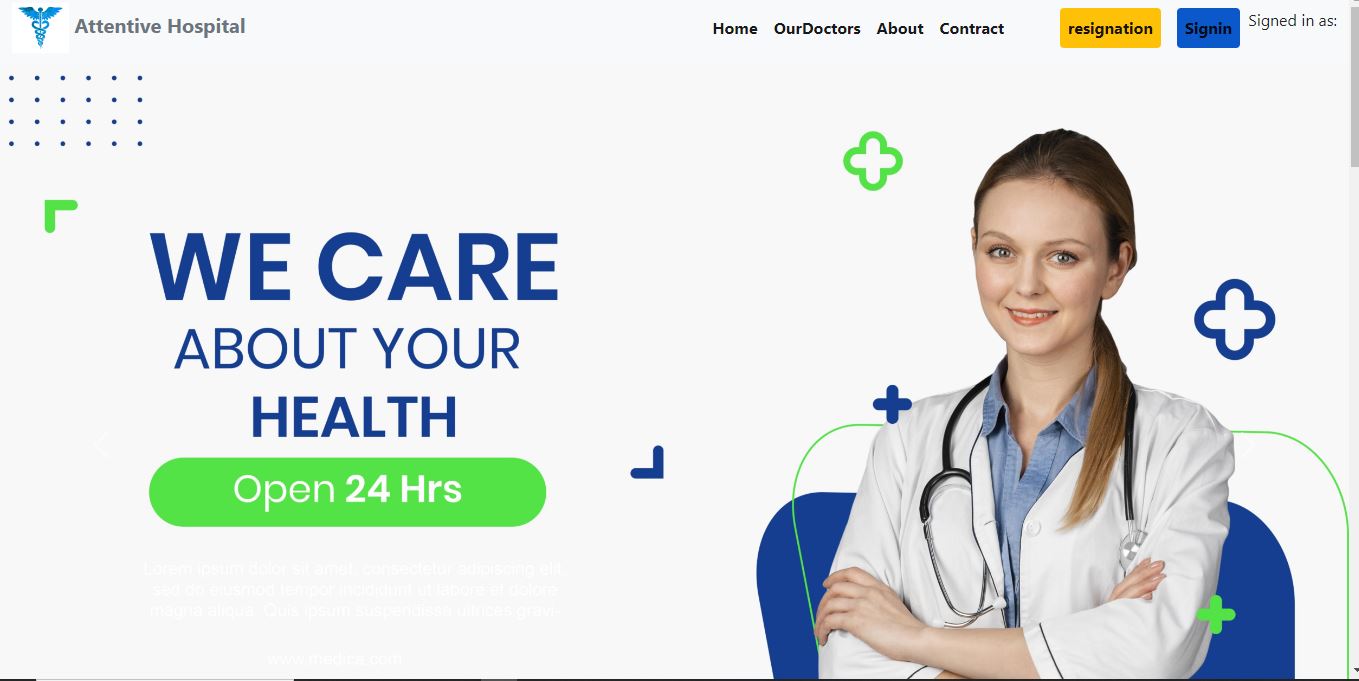 Attentive Hospital
Home OurDoctors About Contract resignation Signin Signed in as:
WE CARE
ABOUT YOUR
HEALTH
Open 24 Hrs
Lorem ipsum dolor sit amet, consectetur adipiscing elit,
sed do eiusmod tempor incididunt ut labore et dolore
magna aliqua. Quis ipsum suspendissa ultrices gravi-
www.medica.com